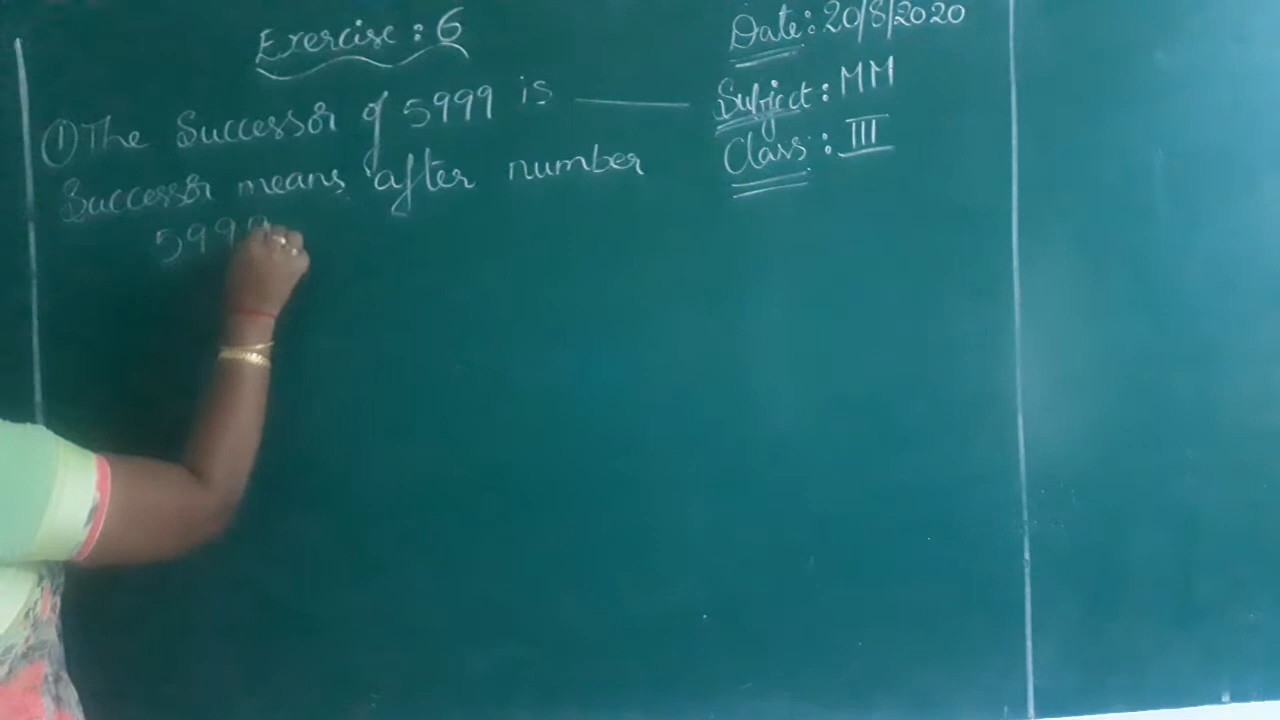 Exercise : 6
Date: 20/8/2020
Subject : MM
Class : III
① The Successor of 5999 is ______
Successor means after number
5999